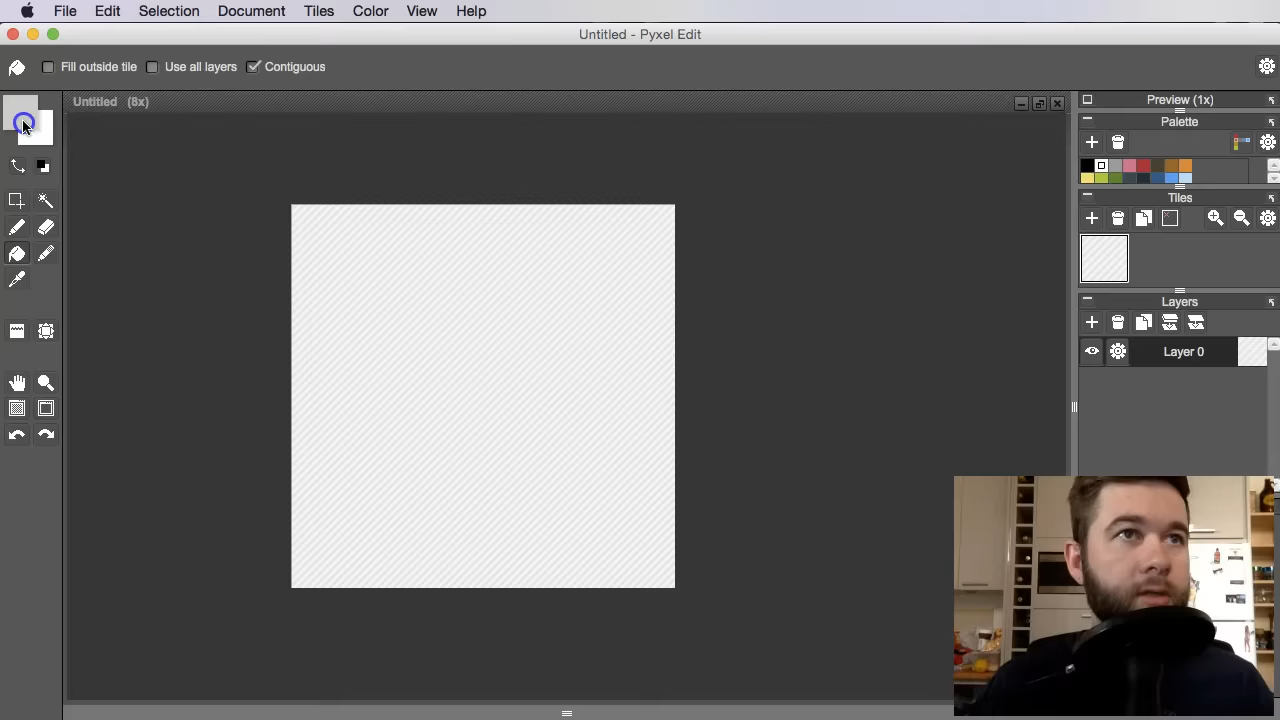 File Edit Selection Document Tiles Color View Help
Untitled - Pyxel Edit
Fill outside tile Use all layers Contiguous
Untitled (8x)
Preview (1x)
Palette
Tiles
Layers
Layer 0